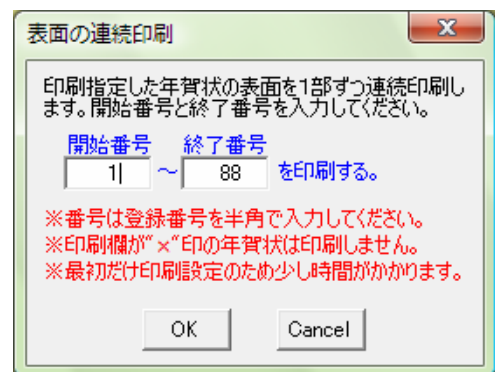 表面の連続印刷
印刷指定した年賀状の表面を1部ずつ連続印刷し
ます。開始番号と終了番号を入力してください。
開始番号 終了番号
1 ～ 88 を印刷する。
※番号は登録番号を半角で入力してください。
※印刷欄が"×"印の年賀状は印刷しません。
※最初だけ印刷設定のため少し時間がかかります。
OK Cancel